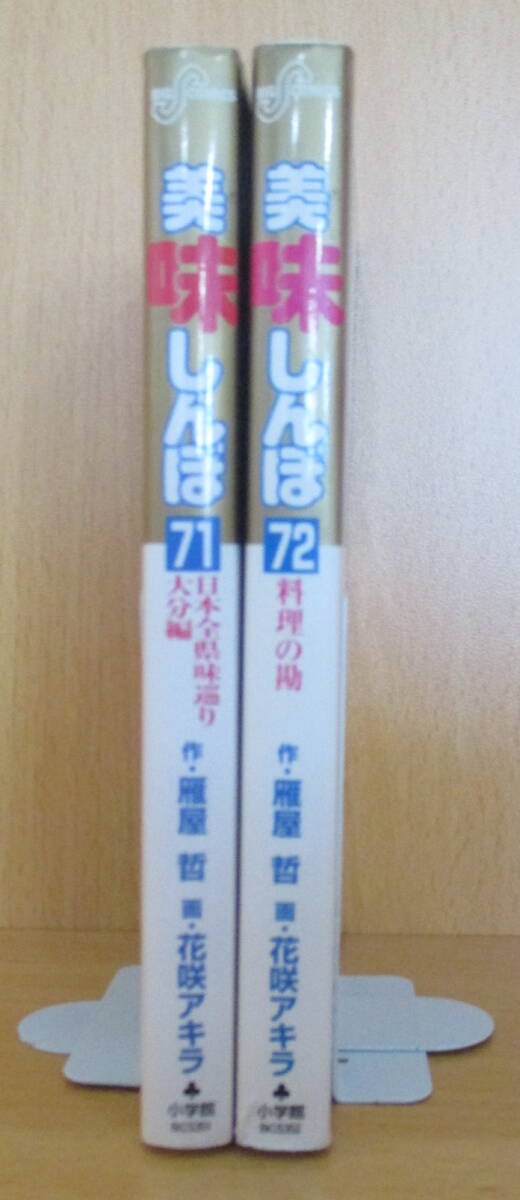 美味しんぼ
71
日本全県味巡り
大分編
作・雁屋 哲 画・花咲アキラ
小学館
美味しんぼ
72
料理の勘
作・雁屋 哲 画・花咲アキラ
小学館